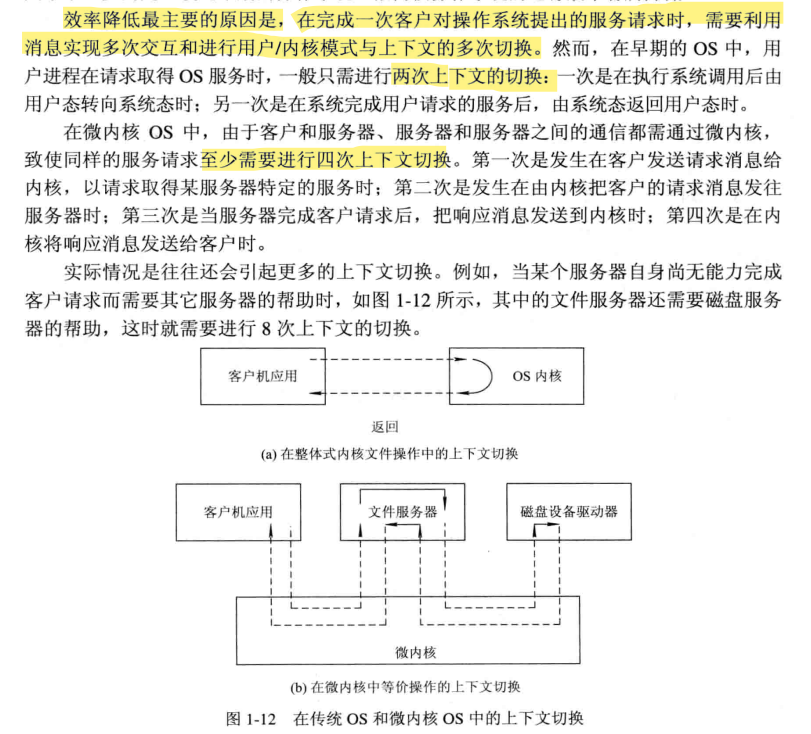 效率降低最主要的原因是，在完成一次客户对操作系统提出的服务请求时，需要利用
消息实现多次交互和进行用户/内核模式与上下文的多次切换。然而，在早期的 OS 中，用
户进程在请求取得 OS 服务时，一般只需进行两次上下文的切换：一次是在执行系统调用后由
用户态转向系统态时；另一次是在系统完成用户请求的服务后，由系统态返回用户态时。
在微内核 OS 中，由于客户和服务器、服务器和服务器之间的通信都需通过微内核，
致使同样的服务请求至少需要进行四次上下文切换。第一次是发生在客户发送请求消息给
内核，以请求取得某服务器特定的服务时；第二次是发生在由内核把客户的请求消息发往
服务器时；第三次是当服务器完成客户请求后，把响应消息发送到内核时；第四次是在内
核将响应消息发送给客户时。
实际情况是往往还会引起更多的上下文切换。例如，当某个服务器自身尚无能力完成
客户请求而需要其它服务器的帮助时，如图 1-12 所示，其中的文件服务器还需要磁盘服务
器的帮助，这时就需要进行 8 次上下文的切换。
客户机应用
OS 内核
返回
(a) 在整体式内核文件操作中的上下文切换
客户机应用
文件服务器
磁盘设备驱动器
微内核
(b) 在微内核中等价操作的上下文切换
图 1-12 在传统 OS 和微内核 OS 中的上下文切换